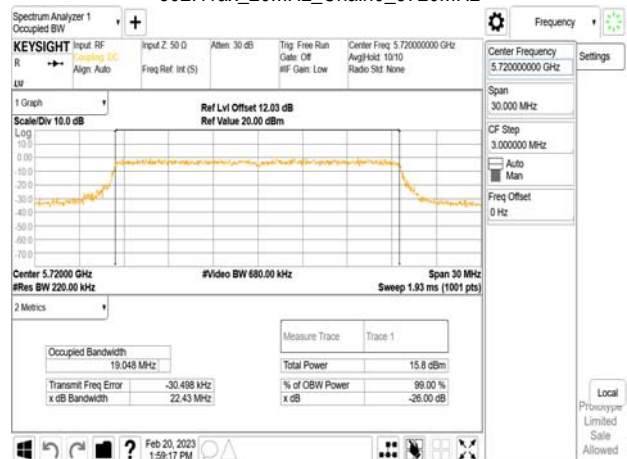 Spectrum Analyzer 1
Occupied BW
Frequency
KEYSIGHT
R
Input: RF
Coupling: EC
Align: Auto
Input Z: 50 Ω
Freq Ref: Int (S)
Atten: 30 dB
Trig: Free Run
Gate: Off
#IF Gain: Low
Center Freq: 5.720000000 GHz
Avg|Hold: 10/10
Radio Std: None
Center Frequency
5.720000000 GHz
Settings
Span
30.000 MHz
CF Step
3.000000 MHz
Auto
Man
Freq Offset
0 Hz
1 Graph
Scale/Div 10.0 dB
Ref Lvl Offset 12.03 dB
Ref Value 20.00 dBm
Log
10.0
0.00
-10.0
-20.0
-30.0
-40.0
-50.0
-60.0
-70.0
Center 5.72000 GHz
#Res BW 220.00 kHz
#Video BW 680.00 kHz
Span 30 MHz
Sweep 1.93 ms (1001 pts)
2 Metrics
Measure Trace
Trace 1
Occupied Bandwidth
19.048 MHz
Total Power
15.8 dBm
Transmit Freq Error
-30.498 kHz
% of OBW Power
99.00 %
x dB Bandwidth
22.43 MHz
x dB
-26.00 dB
Local
Prototype
Limited
Sale
Allowed
?
Feb 20, 2023
1:59:17 PM